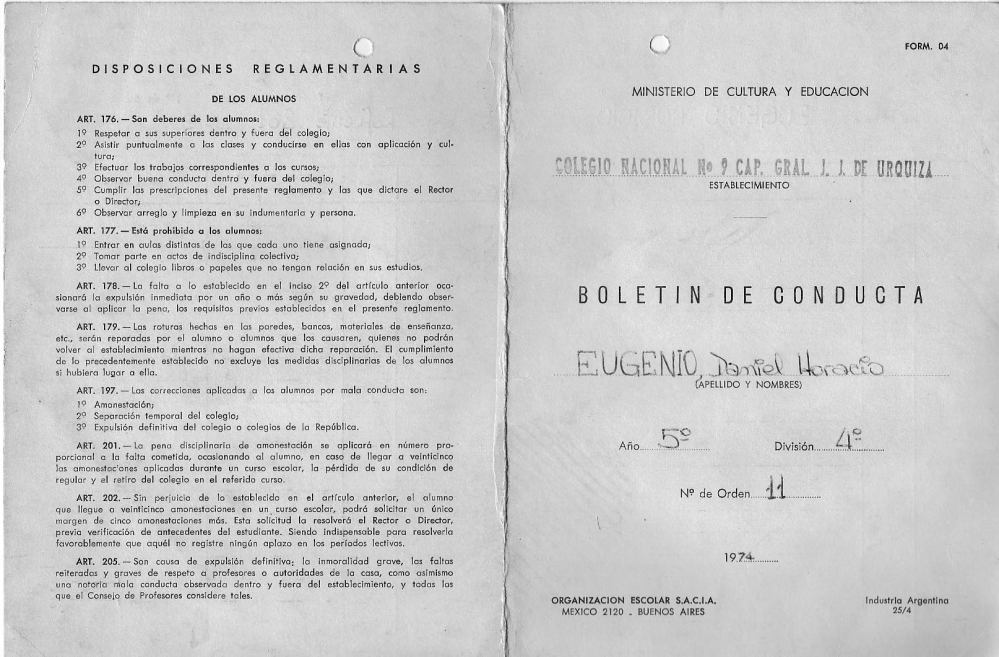 DISPOSICIONES REGLAMENTARIAS
DE LOS ALUMNOS
ART. 176. — Son deberes de los alumnos:
1º Respetar a sus superiores dentro y fuera del colegio;
2º Asistir puntualmente a las clases y conducirse en ellas con aplicación y cul-
tura;
3º Efectuar los trabajos correspondientes a los cursos;
4º Observar buena conducta dentro y fuera del colegio;
5º Cumplir las prescripciones del presente reglamento y las que dictare el Rector
o Director;
6º Observar arreglo y limpieza en su indumentaria y persona.
ART. 177. — Está prohibido a los alumnos:
1º Entrar en aulas distintas de las que cada uno tiene asignada;
2º Tomar parte en actos de indisciplina colectiva;
3º Llevar al colegio libros o papeles que no tengan relación en sus estudios.
ART. 178. — La falta a lo establecido en el inciso 2º del artículo anterior oca-
sionará la expulsión inmediata por un año o más según su gravedad, debiendo obser-
varse al aplicar la pena, los requisitos previos establecidos en el presente reglamento.
ART. 179. — Las roturas hechas en las paredes, bancos, materiales de enseñanza,
etc., serán reparadas por el alumno o alumnos que los causaren, quienes no podrán
volver al establecimiento mientras no hagan efectiva dicha reparación. El cumplimiento
de lo precedentemente establecido no excluye las medidas disciplinarias de los alumnos
si hubiera lugar a ella.
ART. 197. — Las correcciones aplicadas a los alumnos por mala conducta son:
1º Amonestación;
2º Separación temporal del colegio;
3º Expulsión definitiva del colegio o colegios de la República.
ART. 201. — La pena disciplinaria de amonestación se aplicará en número pro-
porcional a la falta cometida, ocasionando al alumno, en caso de llegar a veinticinco
las amonestaciones aplicadas durante un curso escolar, la pérdida de su condición de
regular y el retiro del colegio en el referido curso.
ART. 202. — Sin perjuicio de lo establecido en el artículo anterior, el alumno
que llegue a veinticinco amonestaciones en un curso escolar, podrá solicitar un único
margen de cinco amonestaciones más. Esta solicitud la resolverá el Rector o Director,
previa verificación de antecedentes del estudiante. Siendo indispensable para resolverla
favorablemente que aquél no registre ningún aplazo en los períodos lectivas.
ART. 205. — Son causa de expulsión definitiva; la inmoralidad grave, las faltas
reiteradas y graves de respeto a profesores o autoridades de la casa, como asimismo
una notoria mala conducta observada dentro y fuera del establecimiento, y todas las
que el Consejo de Profesores considere tales.
FORM. 04
MINISTERIO DE CULTURA Y EDUCACION
COLEGIO NACIONAL Nº 9 CAP. GRAL. J. J. DE URQUIZA
ESTABLECIMIENTO
BOLETIN DE CONDUCTA
EUGENIO, Daniel Horacio
(APELLIDO Y NOMBRES)
Año 5º División 4º
Nº de Orden 11
1974
ORGANIZACION ESCOLAR S.A.C.I.A.
MEXICO 2120 - BUENOS AIRES
Industria Argentina
25/4